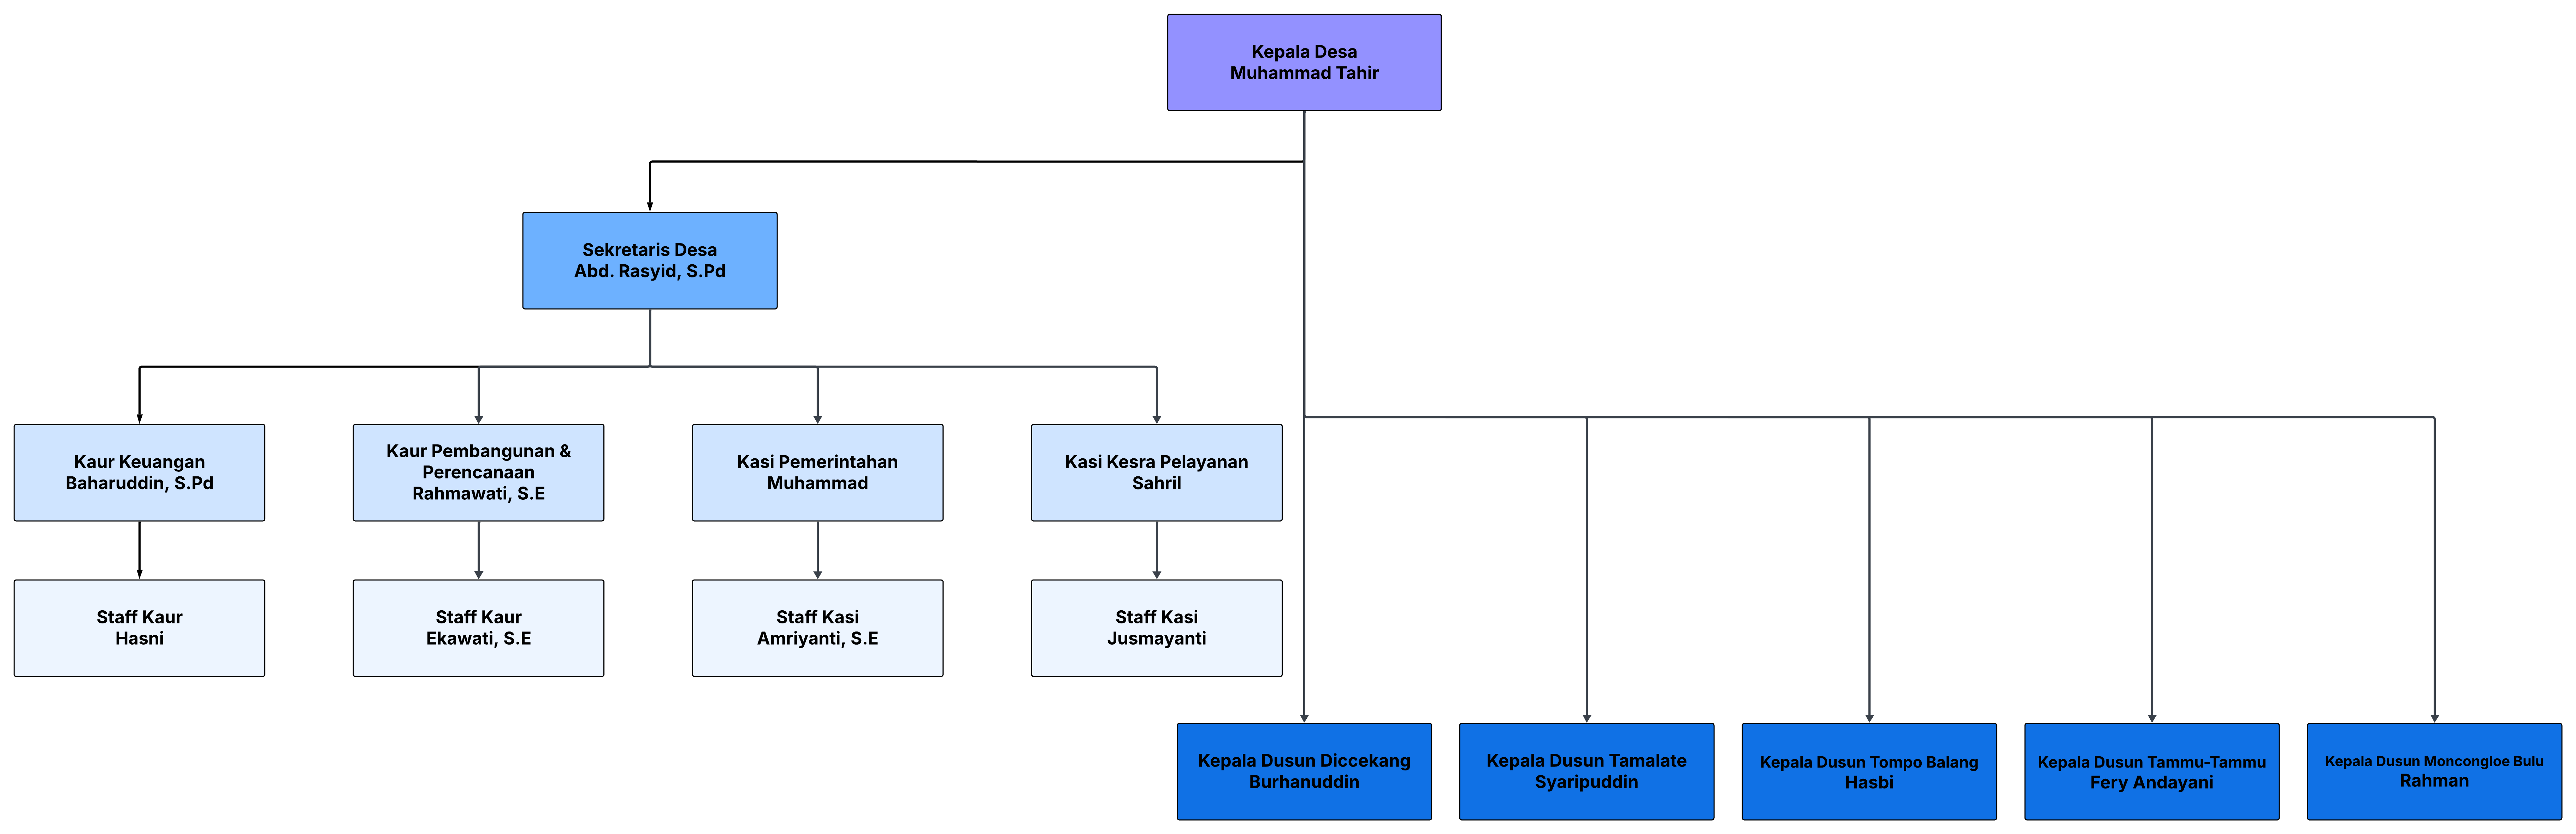 Kepala Desa
Muhammad Tahir
Sekretaris Desa
Abd. Rasyid, S.Pd
Kaur Keuangan
Baharuddin, S.Pd
Kaur Pembangunan &
Perencanaan
Rahmawati, S.E
Kasi Pemerintahan
Muhammad
Kasi Kesra Pelayanan
Sahril
Staff Kaur
Hasni
Staff Kaur
Ekawati, S.E
Staff Kasi
Amriyanti, S.E
Staff Kasi
Jusmayanti
Kepala Dusun Diccekang
Burhanuddin
Kepala Dusun Tamalate
Syaripuddin
Kepala Dusun Tompo Balang
Hasbi
Kepala Dusun Tammu-Tammu
Fery Andayani
Kepala Dusun Moncongloe Bulu
Rahman